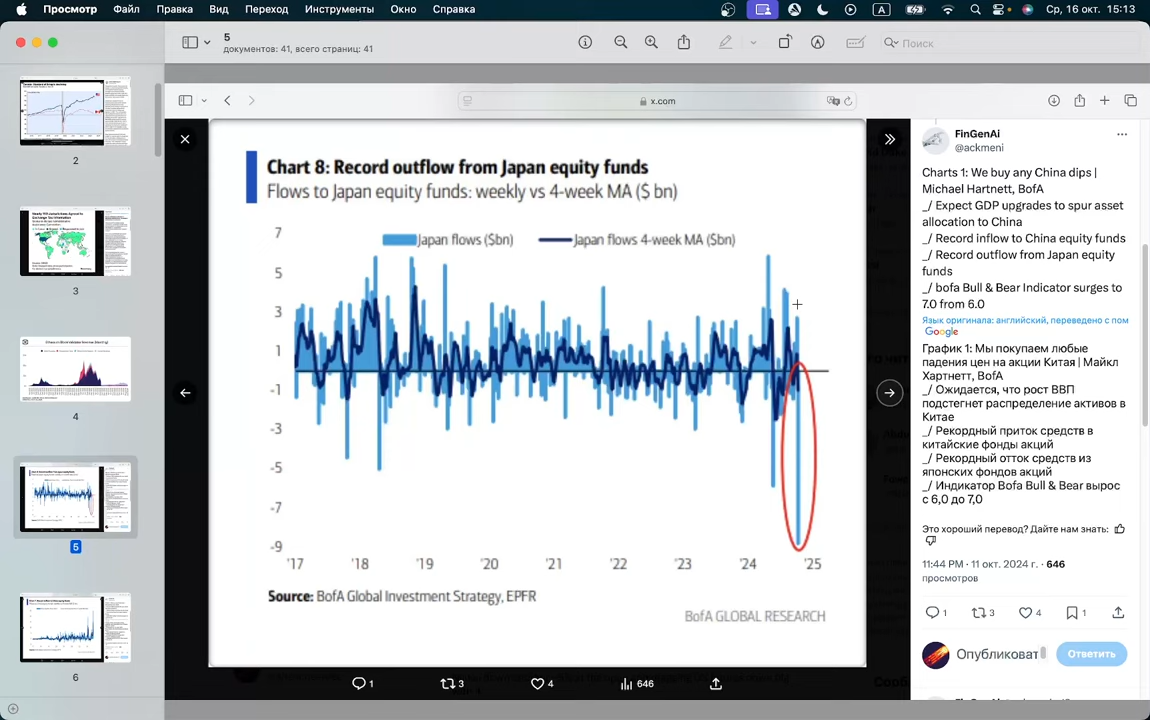 Просмотр Файл Правка Вид Переход Инструменты Окно Справка
A Ср, 16 окт. 15:13
5
документов: 41, всего страниц: 41
Поиск
2
3
4
5
6
x.com
Chart 8: Record outflow from Japan equity funds
Flows to Japan equity funds: weekly vs 4-week MA ($ bn)
Japan flows ($bn) Japan flows 4-week MA ($bn)
7
5
3
1
-1
-3
-5
-7
-9
'17 '18 '19 '20 '21 '22 '23 '24 '25
Source: BofA Global Investment Strategy, EPFR
BofA GLOBAL RESEARCH
1 3 4 646
FinGenAi
@ackmeni
Charts 1: We buy any China dips |
Michael Hartnett, BofA
_/ Expect GDP upgrades to spur asset
allocation to China
_/ Record inflow to China equity funds
_/ Record outflow from Japan equity
funds
_/ bofa Bull & Bear Indicator surges to
7.0 from 6.0
Язык оригинала: английский, переведено с пом
Google
График 1: Мы покупаем любые
падения цен на акции Китая | Майкл
Хартнетт, BofA
_/ Ожидается, что рост ВВП
подстегнет распределение активов в
Китае
_/ Рекордный приток средств в
китайские фонды акций
_/ Рекордный отток средств из
японских фондов акций
_/ Индикатор Bofa Bull & Bear вырос
с 6,0 до 7,0
Это хороший перевод? Дайте нам знать:
11:44 PM · 11 окт. 2024 г. · 646
просмотров
1 3 4 1
Опубликоват
Ответить